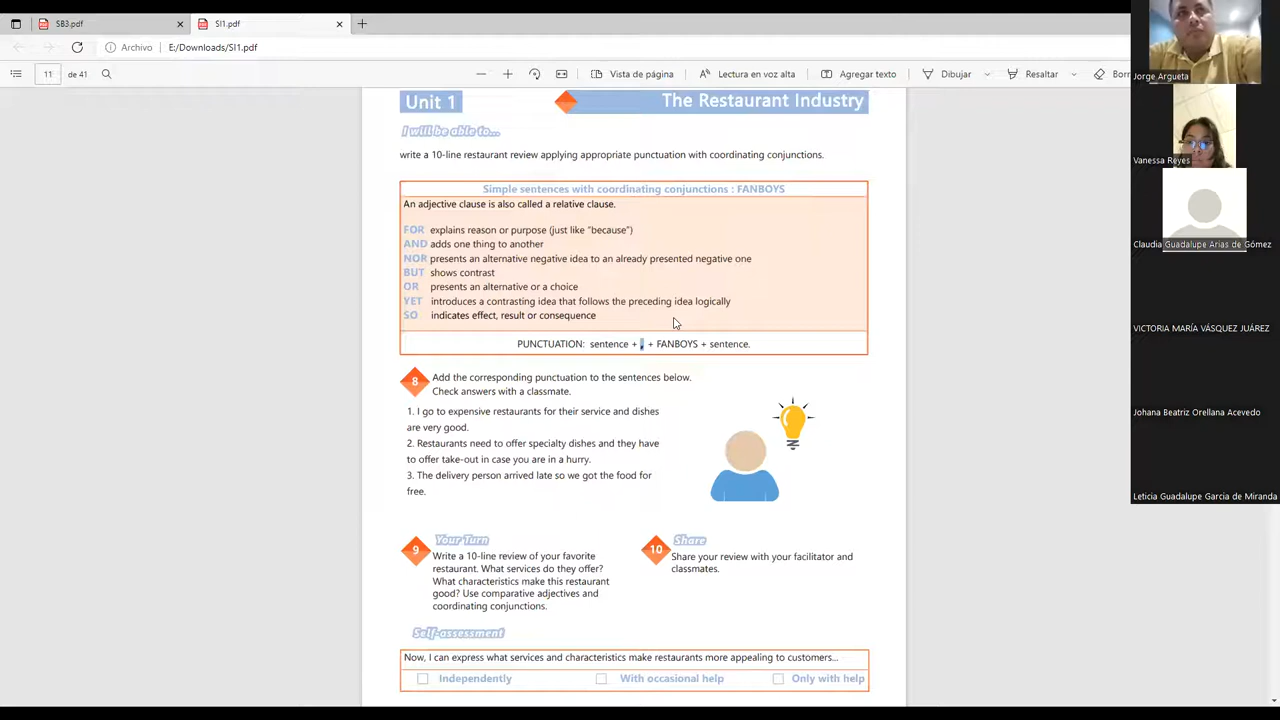 SB3.pdf
SI1.pdf
Archivo
E:/Downloads/SI1.pdf
11
de 41
Vista de página
Lectura en voz alta
Agregar texto
Dibujar
Resaltar
Borr
Unit 1
The Restaurant Industry
I will be able to...
write a 10-line restaurant review applying appropriate punctuation with coordinating conjunctions.
Simple sentences with coordinating conjunctions : FANBOYS
An adjective clause is also called a relative clause.
FOR explains reason or purpose (just like "because")
AND adds one thing to another
NOR presents an alternative negative idea to an already presented negative one
BUT shows contrast
OR presents an alternative or a choice
YET introduces a contrasting idea that follows the preceding idea logically
SO indicates effect, result or consequence
PUNCTUATION: sentence + , + FANBOYS + sentence.
8
Add the corresponding punctuation to the sentences below.
Check answers with a classmate.
1. I go to expensive restaurants for their service and dishes
are very good.
2. Restaurants need to offer specialty dishes and they have
to offer take-out in case you are in a hurry.
3. The delivery person arrived late so we got the food for
free.
9
Your Turn
Write a 10-line review of your favorite
restaurant. What services do they offer?
What characteristics make this restaurant
good? Use comparative adjectives and
coordinating conjunctions.
10
Share
Share your review with your facilitator and
classmates.
Self-assessment
Now, I can express what services and characteristics make restaurants more appealing to customers...
Independently
With occasional help
Only with help
Jorge Argueta
Vanessa Reyes
Claudia Guadalupe Arias de Gómez
VICTORIA MARÍA VÁSQUEZ JUÁREZ
Johana Beatriz Orellana Acevedo
Leticia Guadalupe Garcia de Miranda